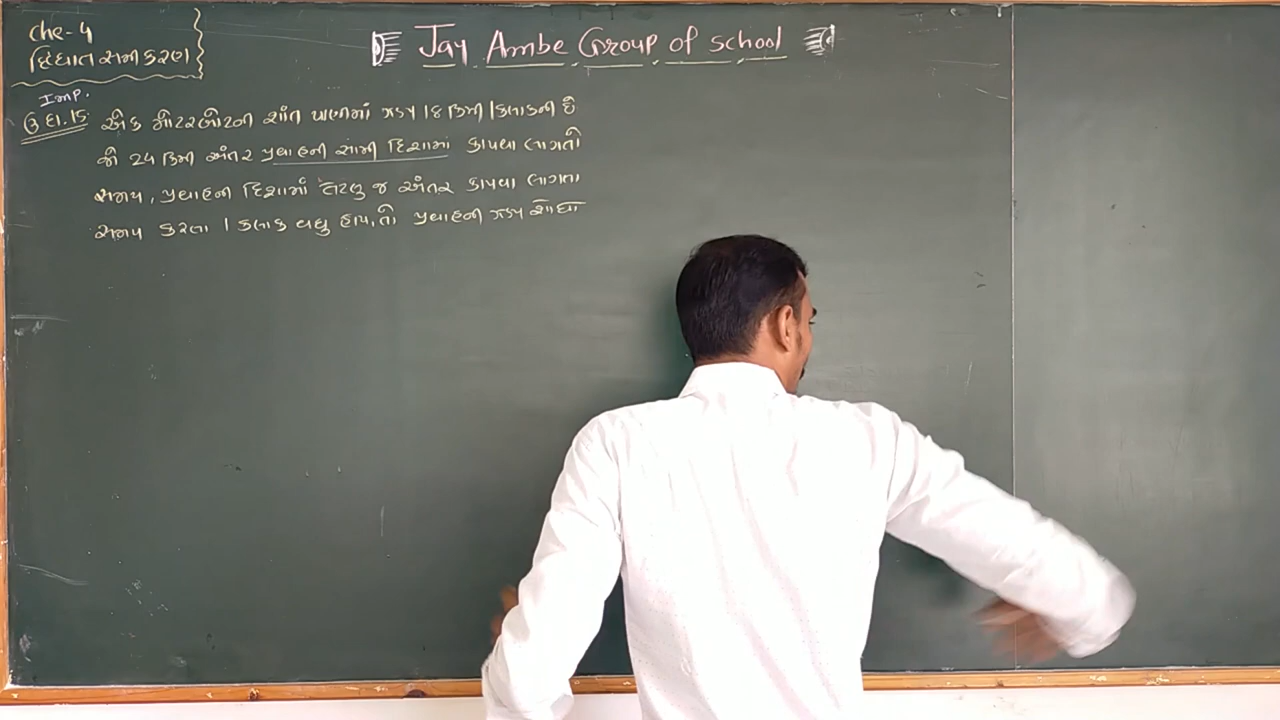 che-4
દ્વિઘાત સમીકરણ
Jay Ambe Group of school
Imp.
ઉદા.15 એક મોટરબોટની શાંત પાણીમાં ઝડપ 18 કિમી/કલાકની છે
જો 24 કિમી અંતર પ્રવાહની સામી દિશામાં કાપવા લાગતો
સમય, પ્રવાહની દિશામાં તેટલુ જ અંતર કાપવા લાગતા
સમય કરતા 1 કલાક વધુ હોય, તો પ્રવાહની ઝડપ શોધો